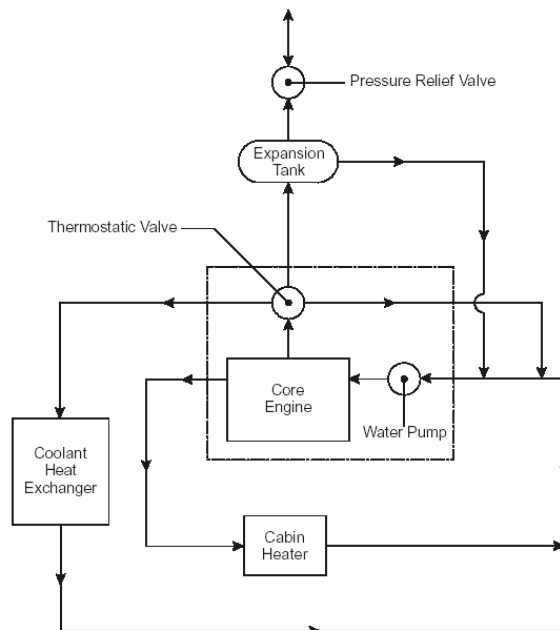 Pressure Relief Valve
Expansion
Tank
Thermostatic Valve
Core
Engine
Water Pump
Coolant
Heat
Exchanger
Cabin
Heater